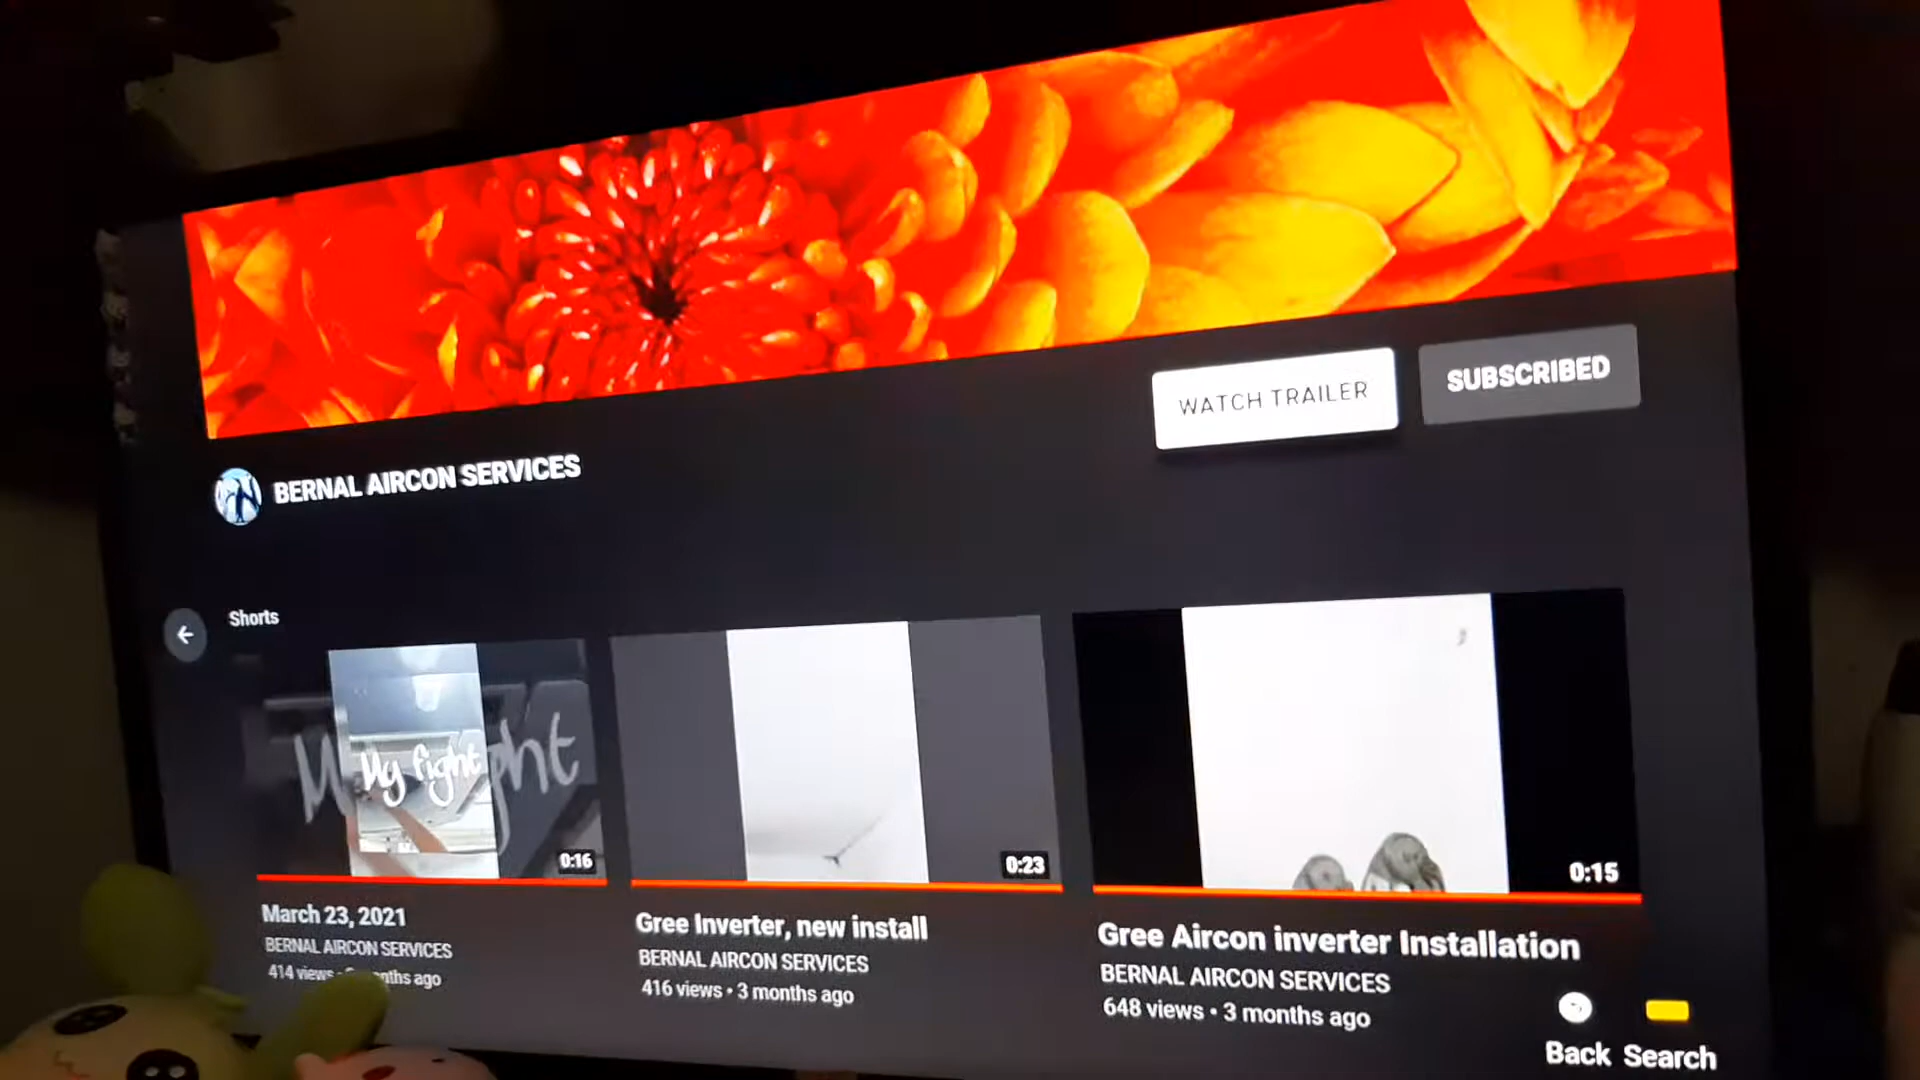 WATCH TRAILER
SUBSCRIBED
BERNAL AIRCON SERVICES
Shorts
My fight
0:16
0:23
0:15
March 23, 2021
BERNAL AIRCON SERVICES
414 views
ago
Gree Inverter, new install
BERNAL AIRCON SERVICES
416 views • 3 months ago
Gree Aircon inverter Installation
BERNAL AIRCON SERVICES
648 views • 3 months ago
Back
Search